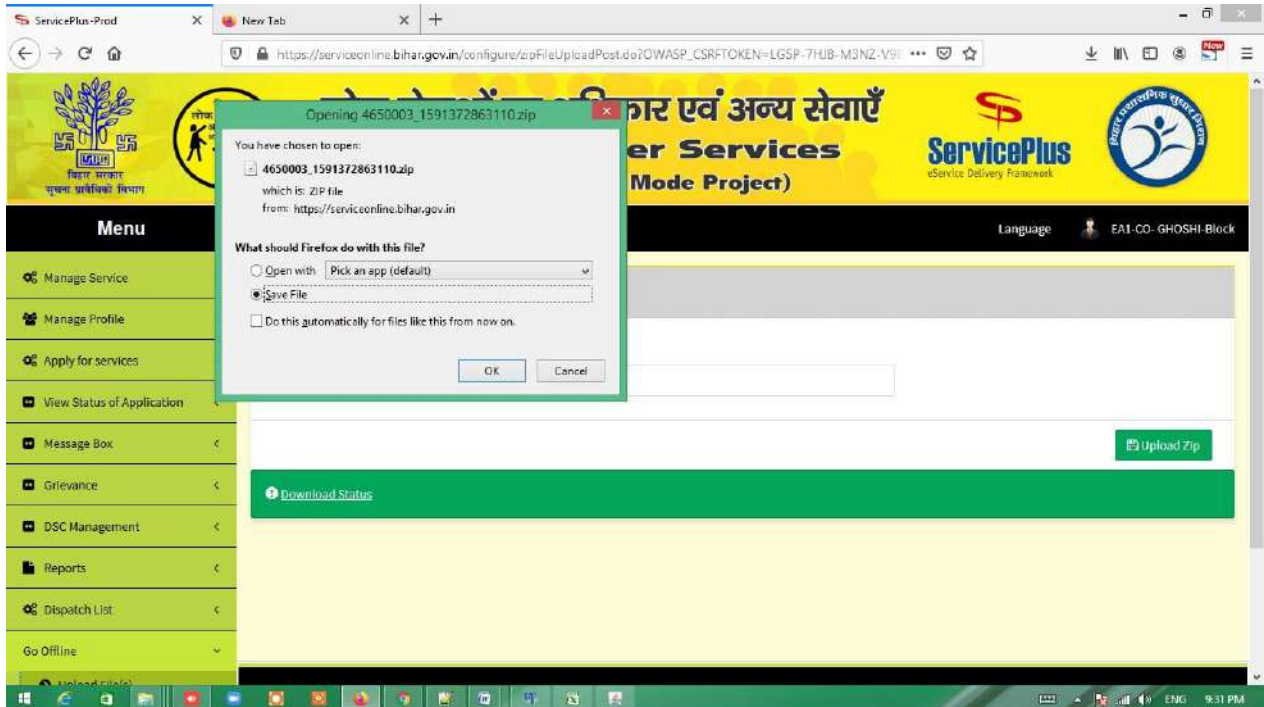 ServicePlus-Prod
New Tab
https://serviceonline.bihar.gov.in/configure/zipFileUploadPost.do?OWASP_CSRFTOKEN=LG5P-7HJB-M3NZ-V9
New
बिहार सरकार
सूचना प्रावैधिकी विभाग
कार एवं अन्य सेवाएँ
er Services
Mode Project)
ServicePlus
eService Delivery Framework
Opening 4650003_1591372863110.zip
You have chosen to open:
4650003_1591372863110.zip
which is: ZIP file
from: https://serviceonline.bihar.gov.in
What should Firefox do with this file?
Open with
Pick an app (default)
Save File
Do this automatically for files like this from now on.
OK
Cancel
Menu
Language
EA1-CO- GHOSHI-Block
Manage Service
Manage Profile
Apply for services
View Status of Application
Message Box
Grievance
DSC Management
Reports
Dispatch List
Go Offline
Upload File(s)
Upload Zip
Download Status
ENG
9:31 PM